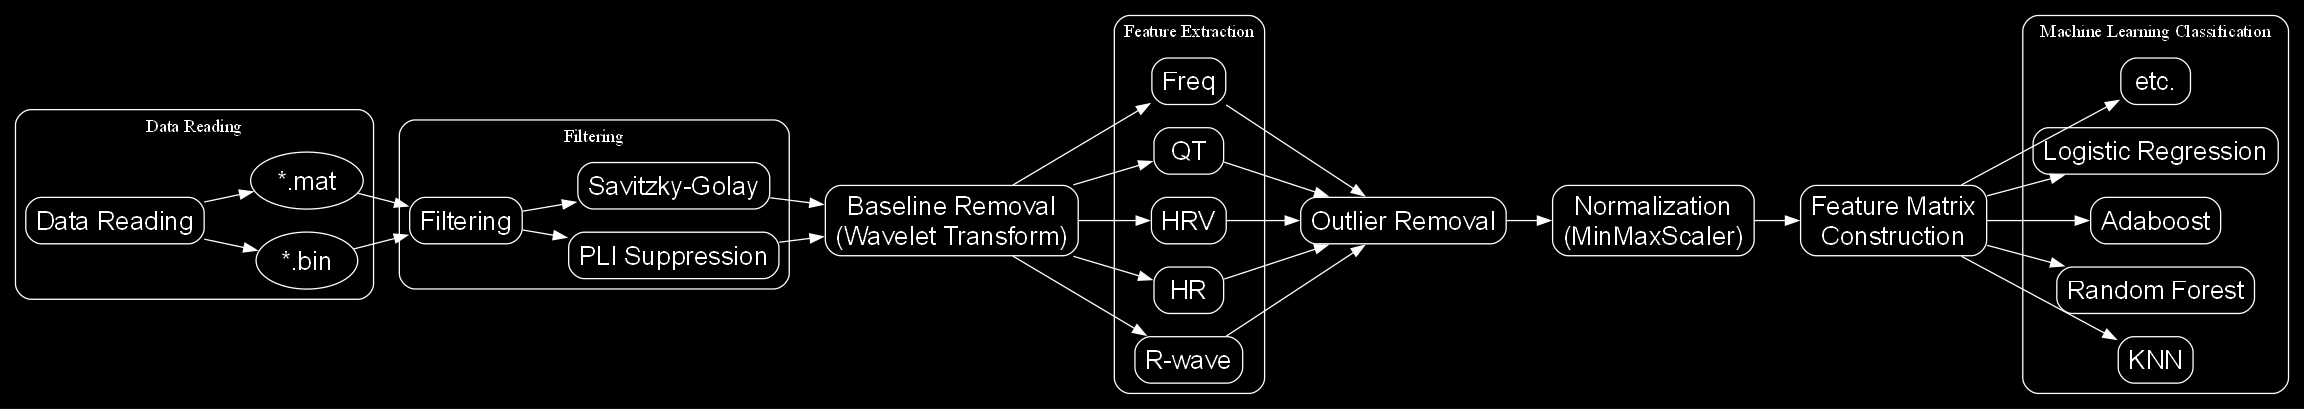 Data Reading
Data Reading
*.mat
*.bin
Filtering
Filtering
Savitzky-Golay
PLI Suppression
Baseline Removal
(Wavelet Transform)
Feature Extraction
Freq
QT
HRV
HR
R-wave
Outlier Removal
Normalization
(MinMaxScaler)
Feature Matrix
Construction
Machine Learning Classification
etc.
Logistic Regression
Adaboost
Random Forest
KNN